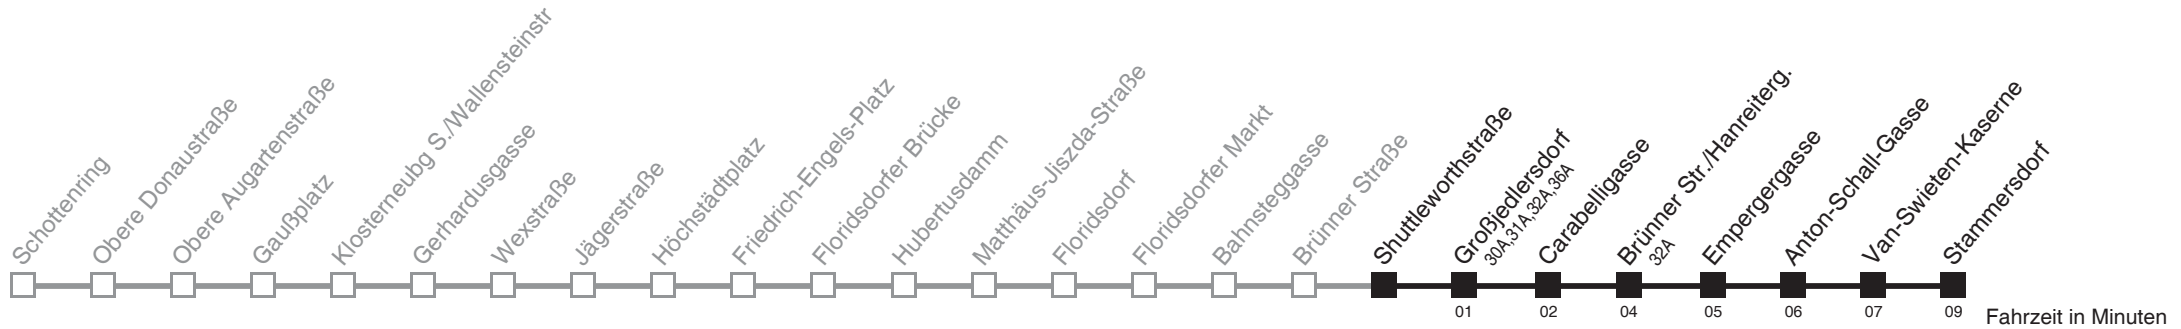 Schottenring
Obere Donaustraße
Obere Augartenstraße
Gaußplatz
Klosterneubg S./Wallensteinstr
Gerhardusgasse
Wexstraße
Jägerstraße
Höchstädtplatz
Friedrich-Engels-Platz
Floridsdorfer Brücke
Hubertusdamm
Matthäus-Jiszda-Straße
Floridsdorf
Floridsdorfer Markt
Bahnsteggasse
Brünner Straße
Shuttleworthstraße
Großjedlersdorf
30A,31A,32A,36A
Carabelligasse
Brünner Str./Hanreiterg.
32A
Empergergasse
Anton-Schall-Gasse
Van-Swieten-Kaserne
Stammersdorf
01 02 04 05 06 07 09
Fahrzeit in Minuten